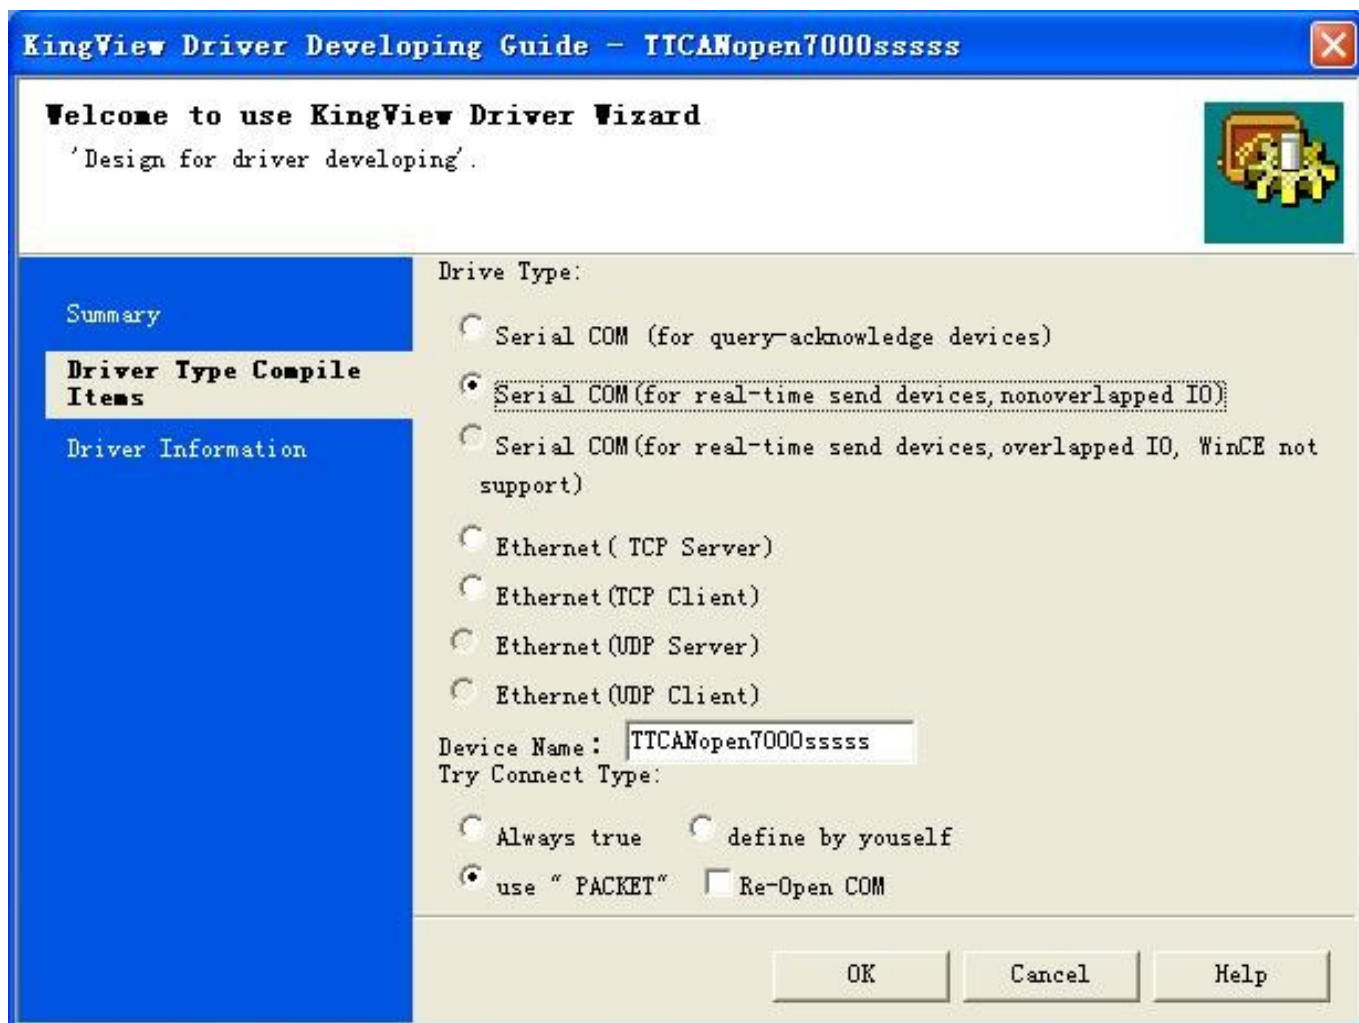 KingView Driver Developing Guide - TTCANopen7000sssss
Welcome to use KingView Driver Wizard
'Design for driver developing'.
Summary
Driver Type Compile
Items
Driver Information
Drive Type:
Serial COM (for query-acknowledge devices)
Serial COM(for real-time send devices,nonoverlapped IO)
Serial COM(for real-time send devices,overlapped IO, WinCE not
support)
Ethernet( TCP Server)
Ethernet(TCP Client)
Ethernet(UDP Server)
Ethernet(UDP Client)
Device Name: TTCANopen7000sssss
Try Connect Type:
Always true define by youself
use " PACKET" Re-Open COM
OK Cancel Help